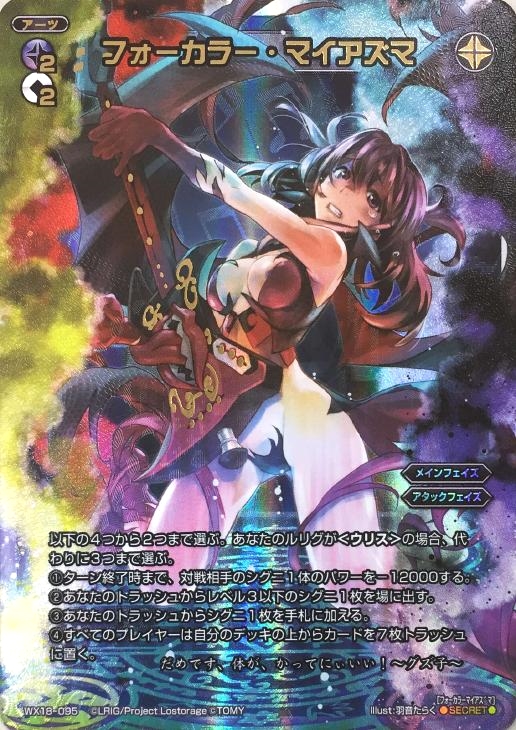 アーツ
フォーカラー・マイアズマ
2
2
メインフェイズ
アタックフェイズ
以下の4つから2つまで選ぶ。あなたのルリグが<ウリス>の場合、代
わりに3つまで選ぶ。
①ターン終了時まで、対戦相手のシグニ1体のパワーを－12000する。
②あなたのトラッシュからレベル3以下のシグニ1枚を場に出す。
③あなたのトラッシュからシグニ1枚を手札に加える。
④すべてのプレイヤーは自分のデッキの上からカードを7枚トラッシュ
に置く。
だめです、体が、かってにぃいい!～グズ子～
[フォーカラーマイアズマ]
WX18-095 ©LRIG/Project Lostorage ©TOMY Illust:羽音たらく SECRET